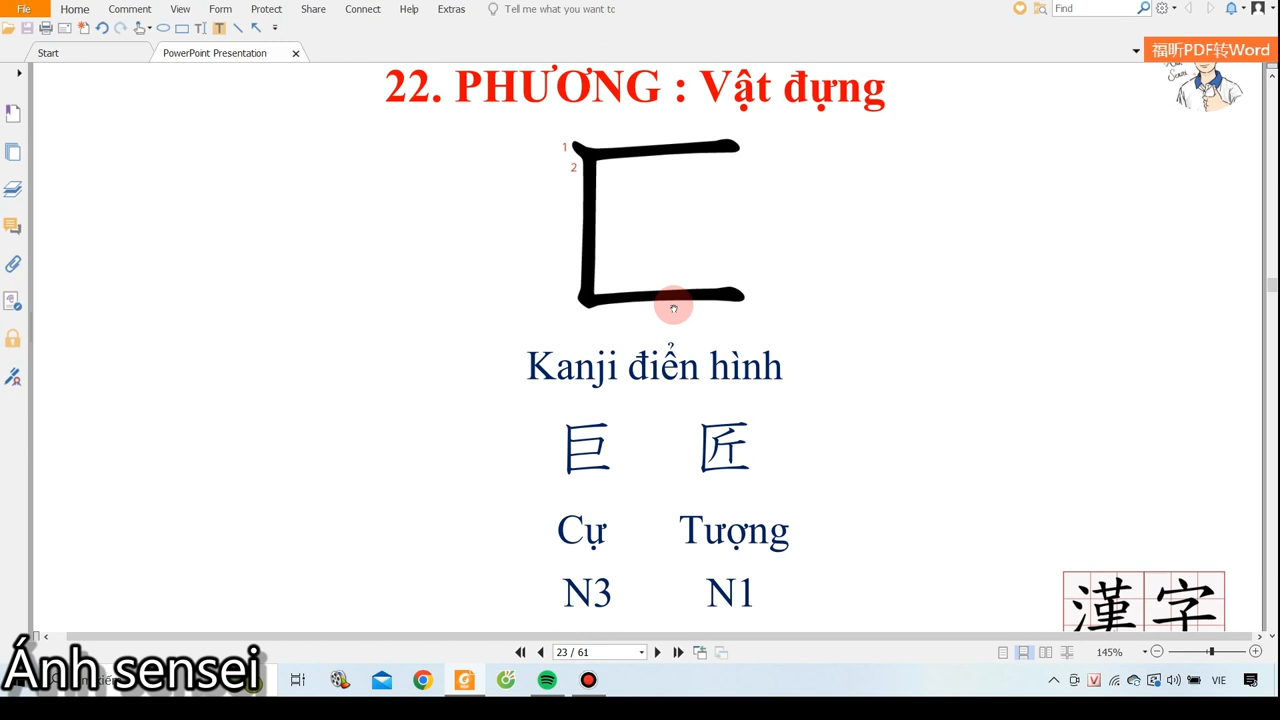 File Home Comment View Form Protect Share Connect Help Extras Tell me what you want to Find
Start PowerPoint Presentation
福昕PDF转Word
22. PHƯƠNG : Vật đựng
1
2
匚
Kanji điển hình
巨 匠
Cự Tượng
N3 N1
漢字
23 / 61
145%
Ánh sensei
VIE